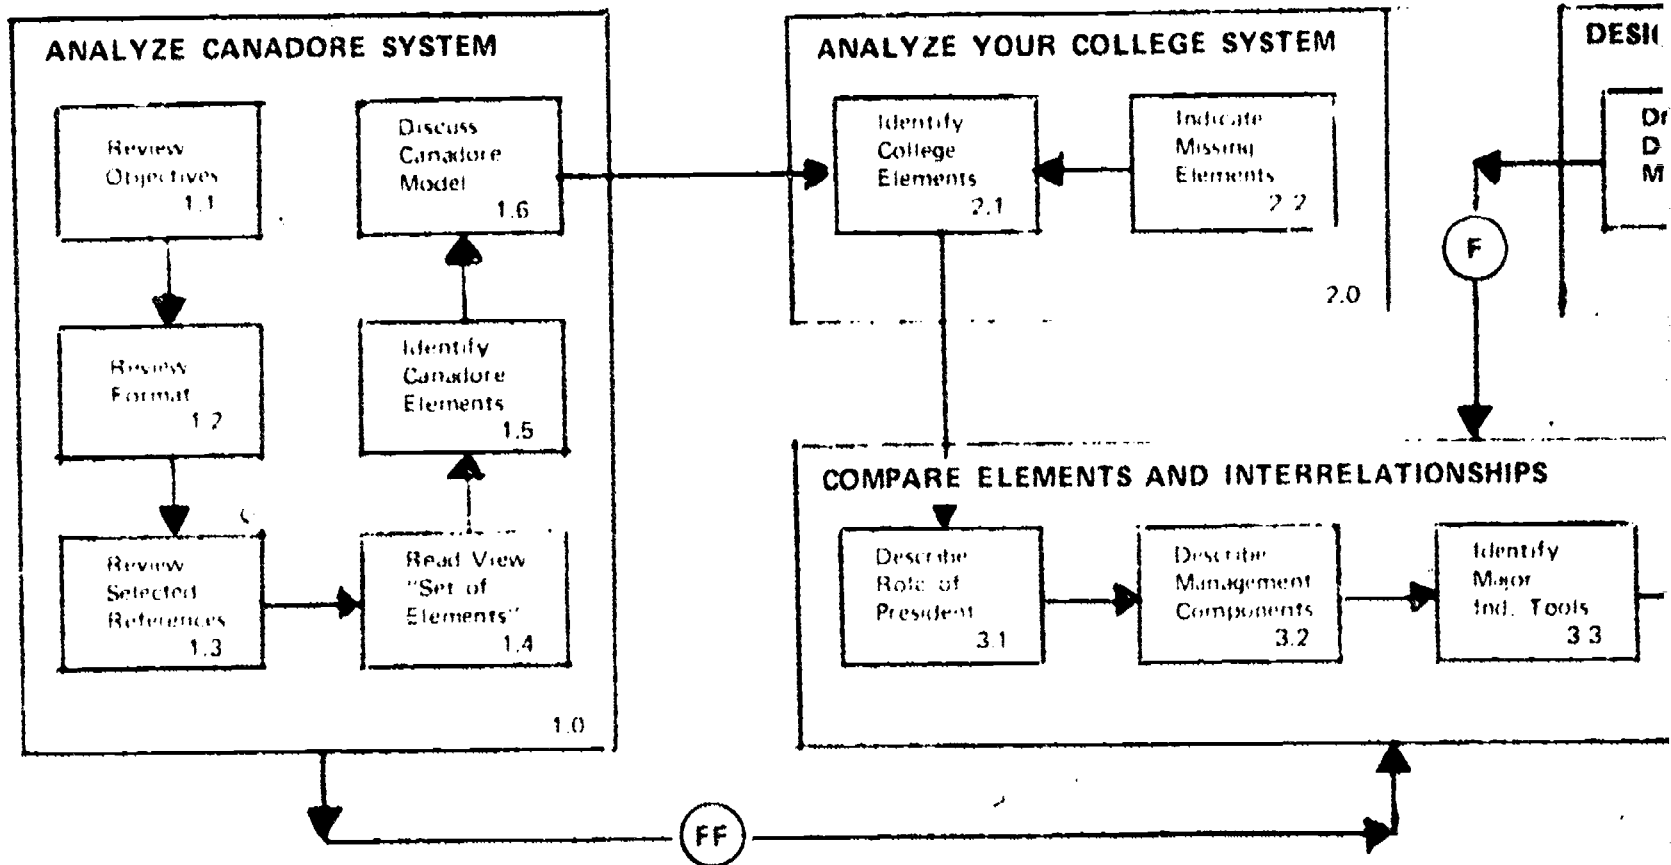 ANALYZE CANADORE SYSTEM
Review
Objectives
1.1
Review
Format
1.2
Review
Selected
References
1.3
Read View
"Set of
Elements"
1.4
Identify
Canadore
Elements
1.5
Discuss
Canadore
Model
1.6
1.0
ANALYZE YOUR COLLEGE SYSTEM
Identify
College
Elements
2.1
Indicate
Missing
Elements
2.2
2.0
F
COMPARE ELEMENTS AND INTERRELATIONSHIPS
Describe
Role of
President
3.1
Describe
Management
Components
3.2
Identify
Major
Ind. Tools
3.3
FF